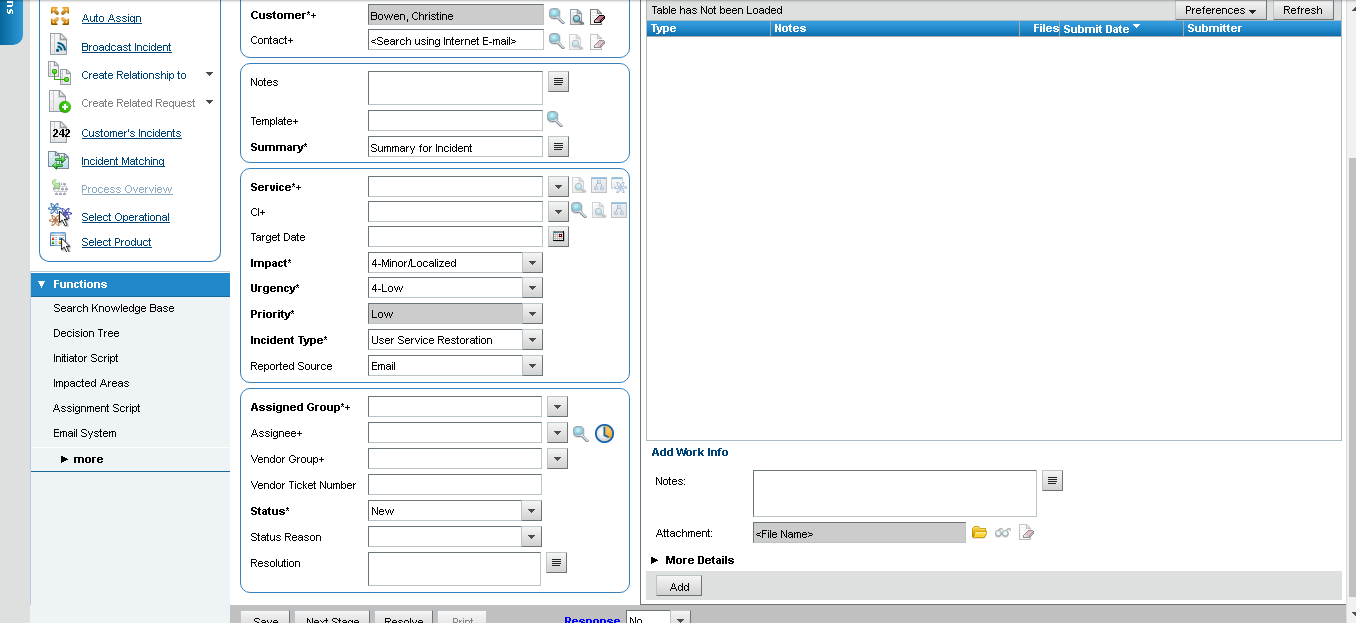 ns
Auto Assign
Broadcast Incident
Create Relationship to
Create Related Request
242 Customer's Incidents
Incident Matching
Process Overview
Select Operational
Select Product
Functions
Search Knowledge Base
Decision Tree
Initiator Script
Impacted Areas
Assignment Script
Email System
more
Customer*+ Bowen, Christine
Contact+ <Search using Internet E-mail>
Notes
Template+
Summary* Summary for Incident
Service*+
CI+
Target Date
Impact* 4-Minor/Localized
Urgency* 4-Low
Priority* Low
Incident Type* User Service Restoration
Reported Source Email
Assigned Group*+
Assignee+
Vendor Group+
Vendor Ticket Number
Status* New
Status Reason
Resolution
Save Next Stage Resolve Print Response No
Table has Not been Loaded Preferences Refresh
Type Notes Files Submit Date Submitter
Add Work Info
Notes:
Attachment: <File Name>
More Details
Add